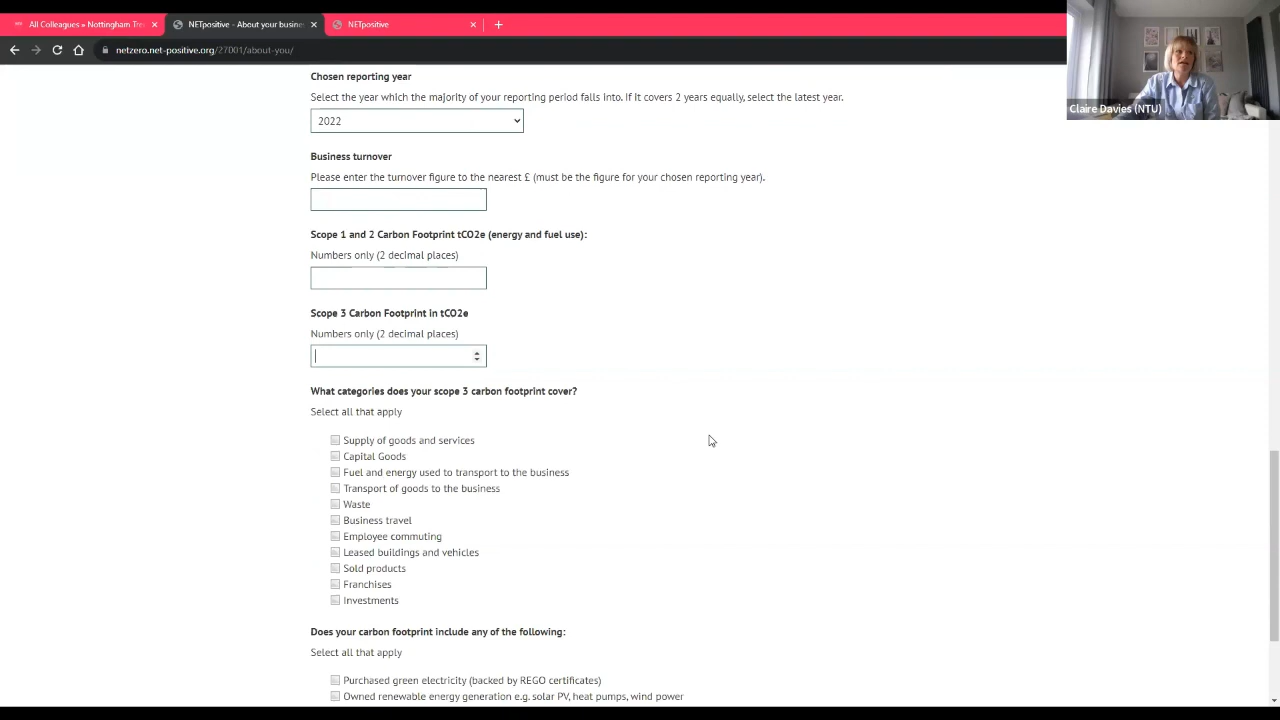 All Colleagues » Nottingham Tre
NETpositive - About your busine
NETpositive
netzero.net-positive.org/27001/about-you/
Claire Davies (NTU)
Chosen reporting year
Select the year which the majority of your reporting period falls into. If it covers 2 years equally, select the latest year.
2022
Business turnover
Please enter the turnover figure to the nearest £ (must be the figure for your chosen reporting year).
Scope 1 and 2 Carbon Footprint tCO2e (energy and fuel use):
Numbers only (2 decimal places)
Scope 3 Carbon Footprint in tCO2e
Numbers only (2 decimal places)
What categories does your scope 3 carbon footprint cover?
Select all that apply
Supply of goods and services
Capital Goods
Fuel and energy used to transport to the business
Transport of goods to the business
Waste
Business travel
Employee commuting
Leased buildings and vehicles
Sold products
Franchises
Investments
Does your carbon footprint include any of the following:
Select all that apply
Purchased green electricity (backed by REGO certificates)
Owned renewable energy generation e.g. solar PV, heat pumps, wind power